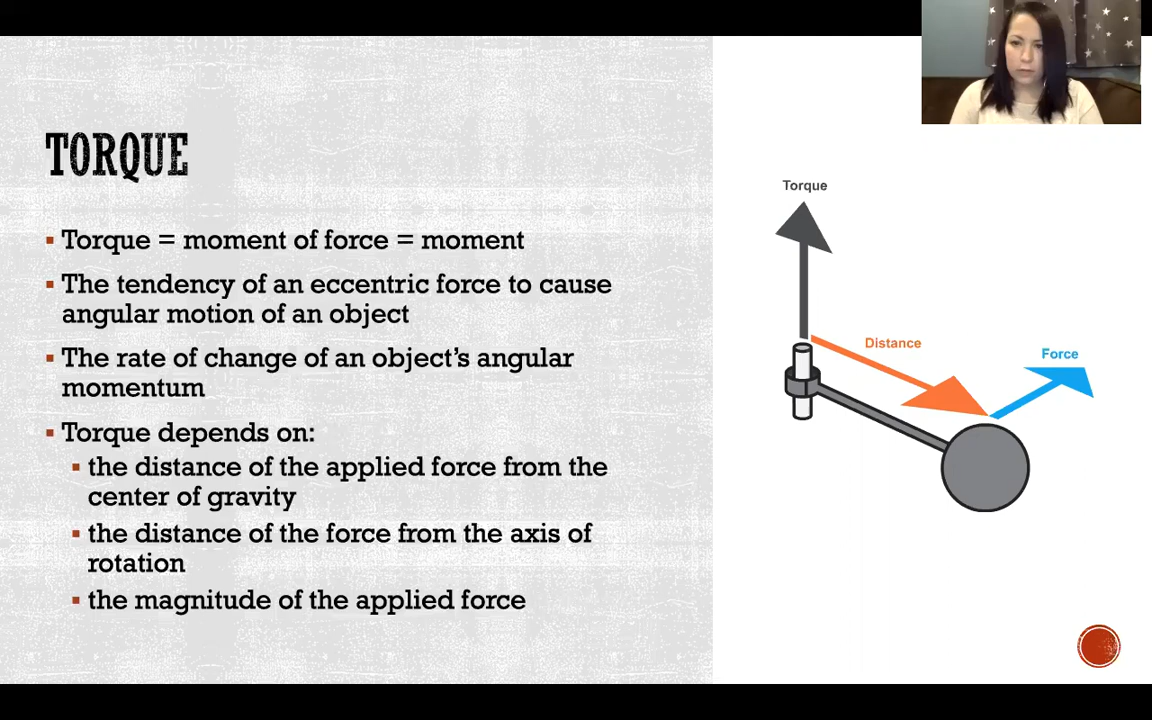 TORQUE
▪ Torque = moment of force = moment
▪ The tendency of an eccentric force to cause
angular motion of an object
▪ The rate of change of an object’s angular
momentum
▪ Torque depends on:
▪ the distance of the applied force from the
center of gravity
▪ the distance of the force from the axis of
rotation
▪ the magnitude of the applied force
Torque
Distance
Force